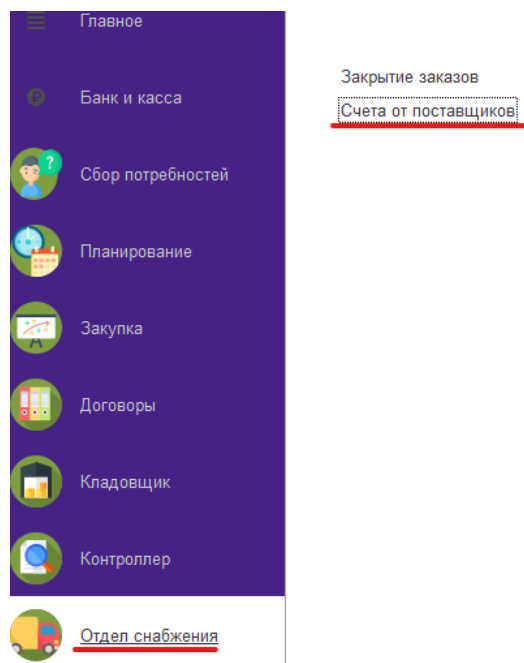 Главное
Банк и касса
Сбор потребностей
Планирование
Закупка
Договоры
Кладовщик
Контроллер
Отдел снабжения
Закрытие заказов
Счета от поставщиков